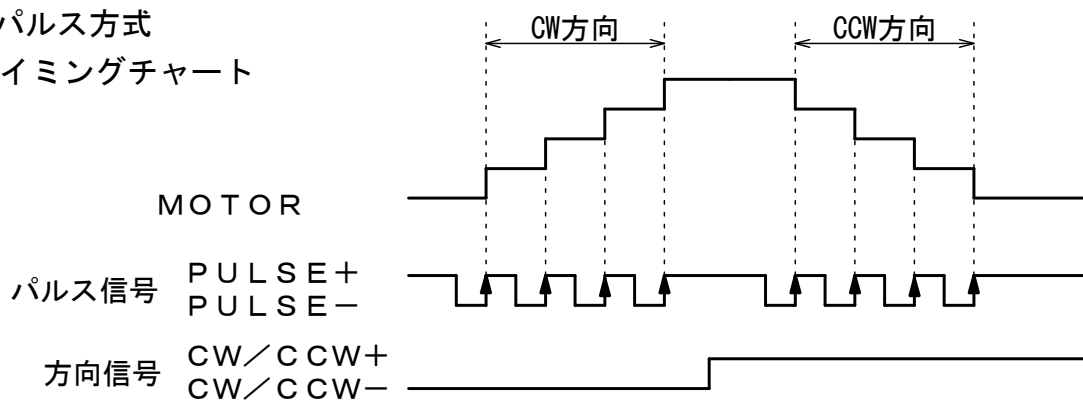 パルス方式
CW方向
CCW方向
イミングチャート
ＭＯＴＯＲ
パルス信号
ＰＵＬＳＥ＋
ＰＵＬＳＥ－
方向信号
ＣＷ／ＣＣＷ＋
ＣＷ／ＣＣＷ－